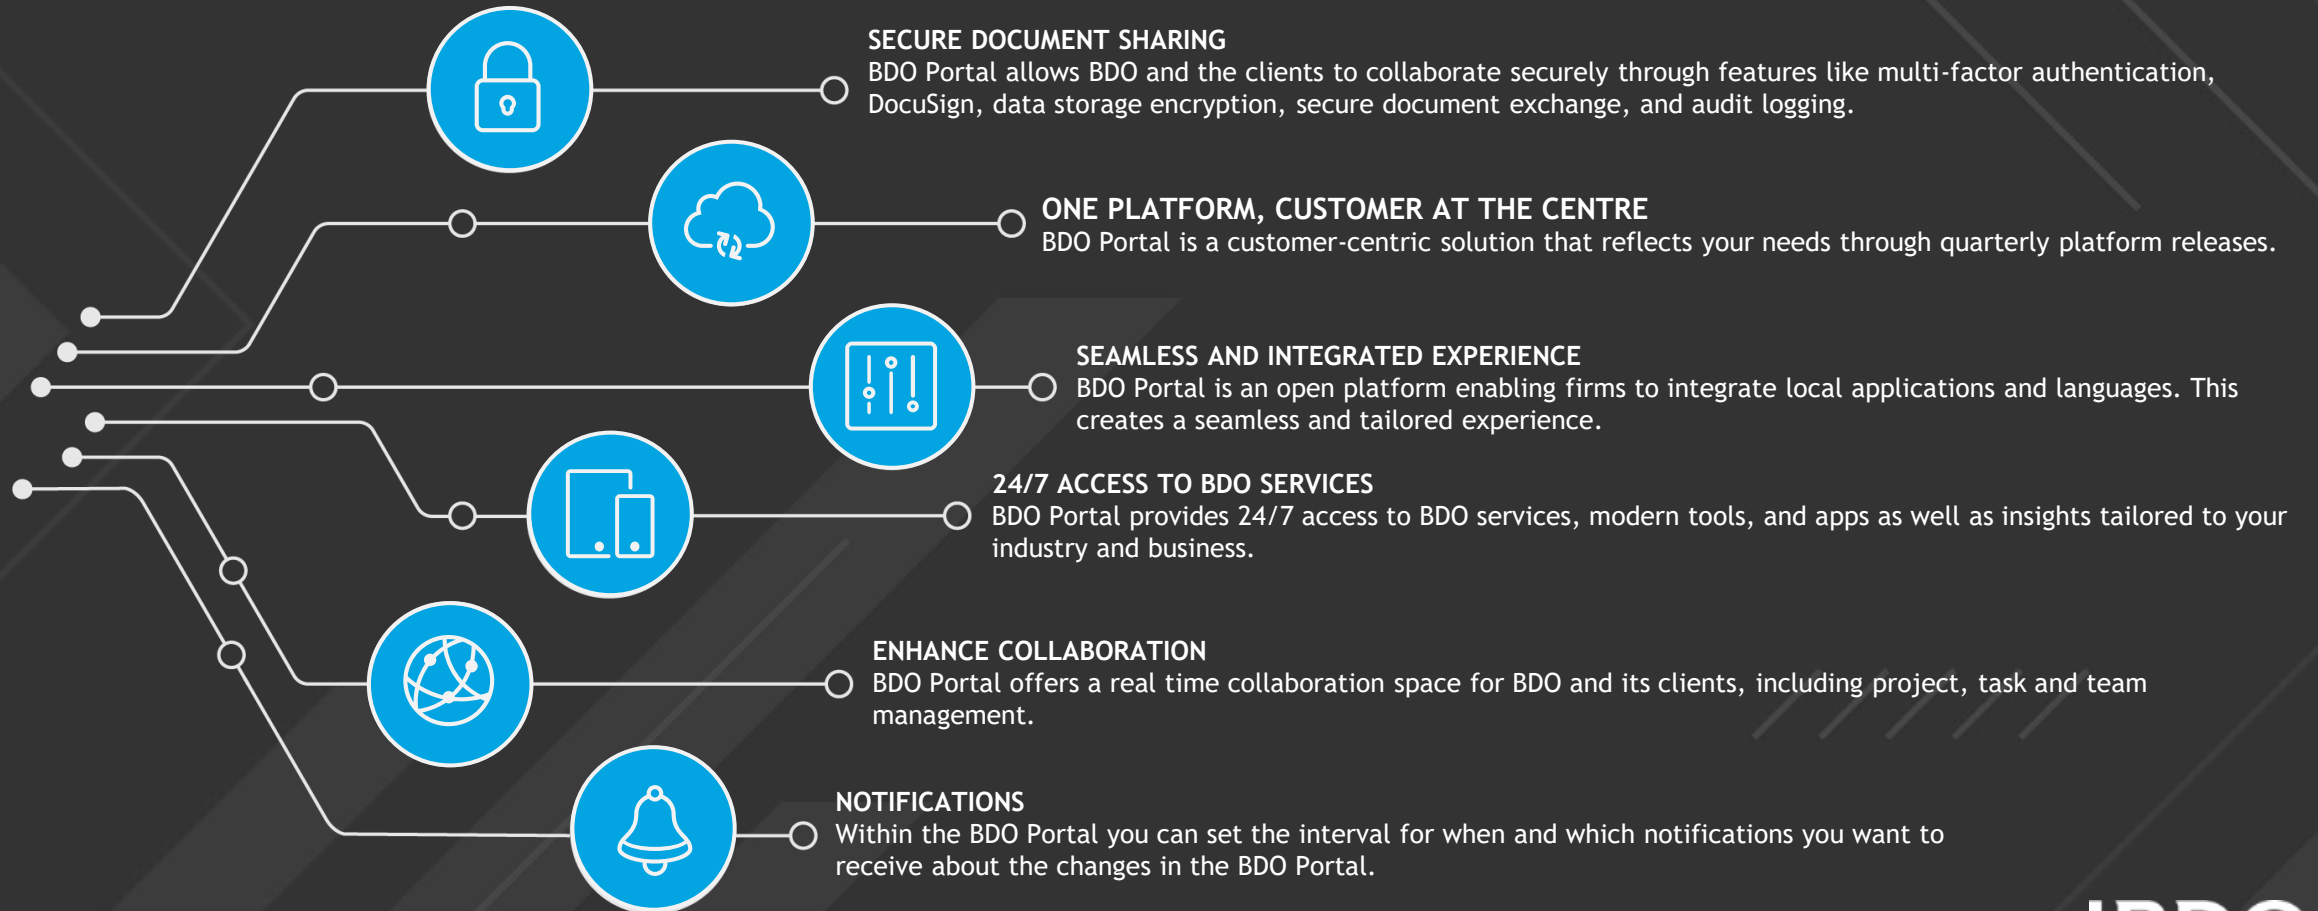 SECURE DOCUMENT SHARING
BDO Portal allows BDO and the clients to collaborate securely through features like multi-factor authentication,
DocuSign, data storage encryption, secure document exchange, and audit logging.
ONE PLATFORM, CUSTOMER AT THE CENTRE
BDO Portal is a customer-centric solution that reflects your needs through quarterly platform releases.
SEAMLESS AND INTEGRATED EXPERIENCE
BDO Portal is an open platform enabling firms to integrate local applications and languages. This
creates a seamless and tailored experience.
24/7 ACCESS TO BDO SERVICES
BDO Portal provides 24/7 access to BDO services, modern tools, and apps as well as insights tailored to your
industry and business.
ENHANCE COLLABORATION
BDO Portal offers a real time collaboration space for BDO and its clients, including project, task and team
management.
NOTIFICATIONS
Within the BDO Portal you can set the interval for when and which notifications you want to
receive about the changes in the BDO Portal.
BDO